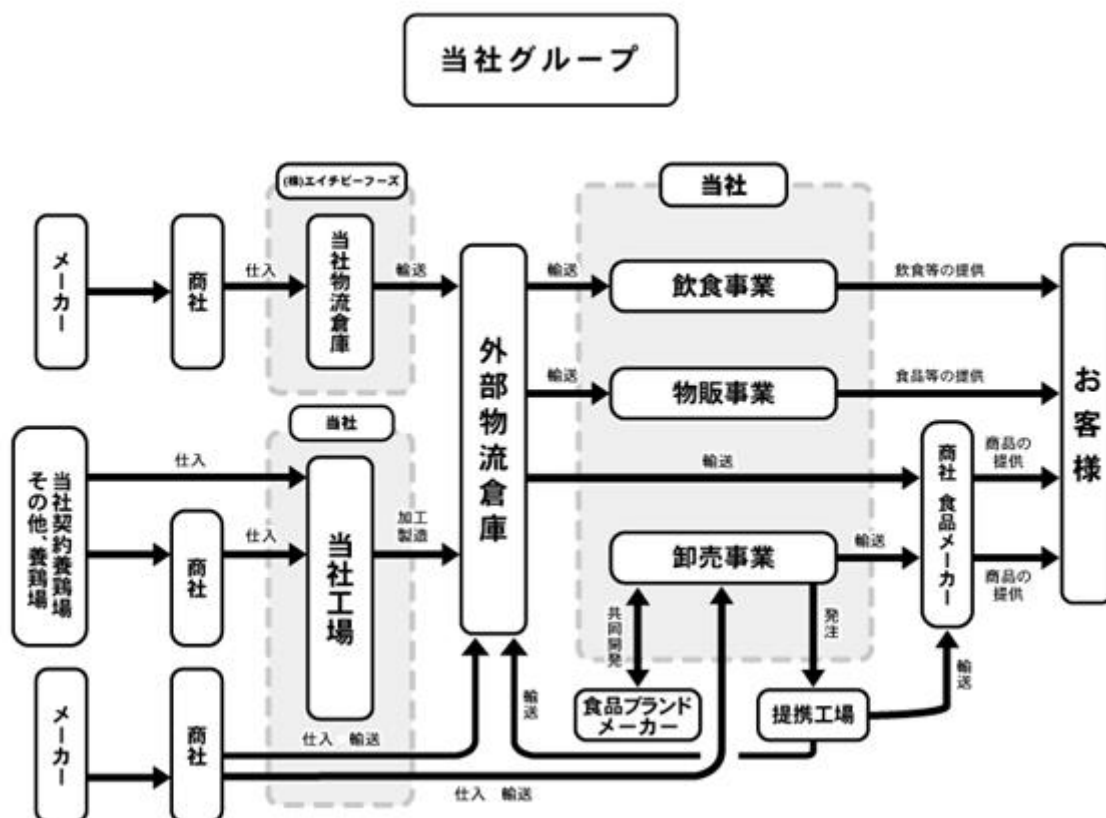 当社グループ
(株)エイチビーフーズ
当社
メーカー
商社
仕入
当社物流倉庫
輸送
外部物流倉庫
輸送
飲食事業
飲食等の提供
お客様
輸送
物販事業
食品等の提供
当社
当社契約養鶏場
その他、養鶏場
仕入
商社
仕入
当社工場
加工
製造
輸送
商社 食品メーカー
商品の
提供
卸売事業
輸送
商品の
提供
共同開発
発注
食品ブランド
メーカー
提携工場
輸送
輸送
メーカー
商社
仕入 輸送
仕入 輸送